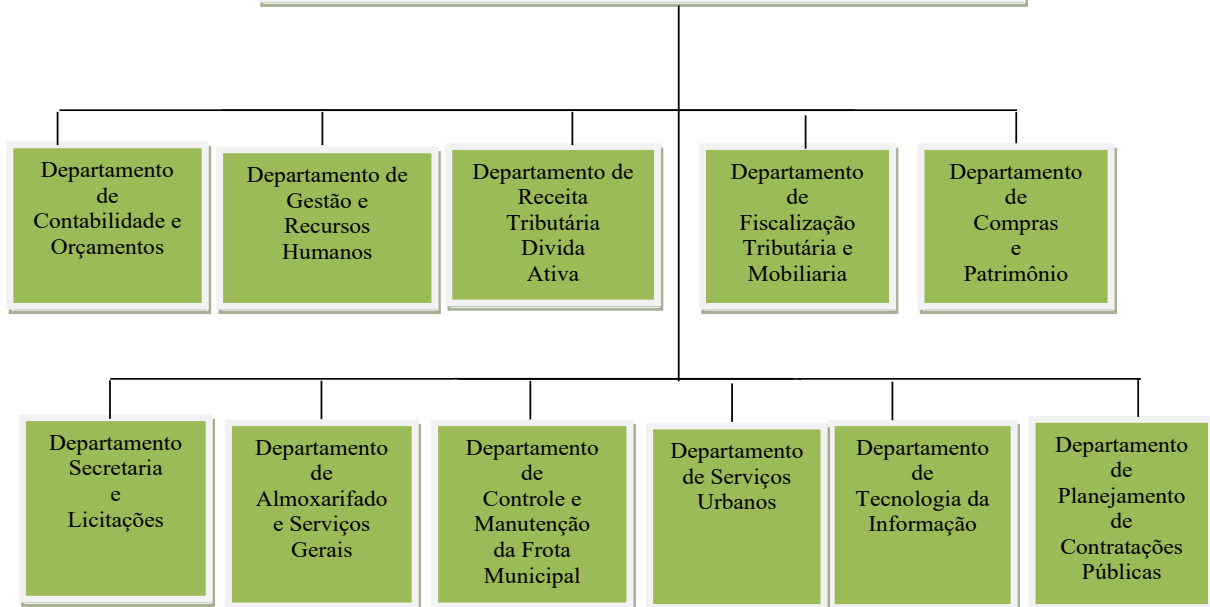 Departamento
de
Contabilidade e
Orçamentos
Departamento de
Gestão e
Recursos
Humanos
Departamento de
Receita
Tributária
Divida
Ativa
Departamento
de
Fiscalização
Tributária e
Mobiliaria
Departamento
de
Compras
e
Patrimônio
Departamento
Secretaria
e
Licitações
Departamento
de
Almoxarifado
e Serviços
Gerais
Departamento
de
Controle e
Manutenção
da Frota
Municipal
Departamento
de Serviços
Urbanos
Departamento
de
Tecnologia da
Informação
Departamento
de
Planejamento
de
Contratações
Públicas